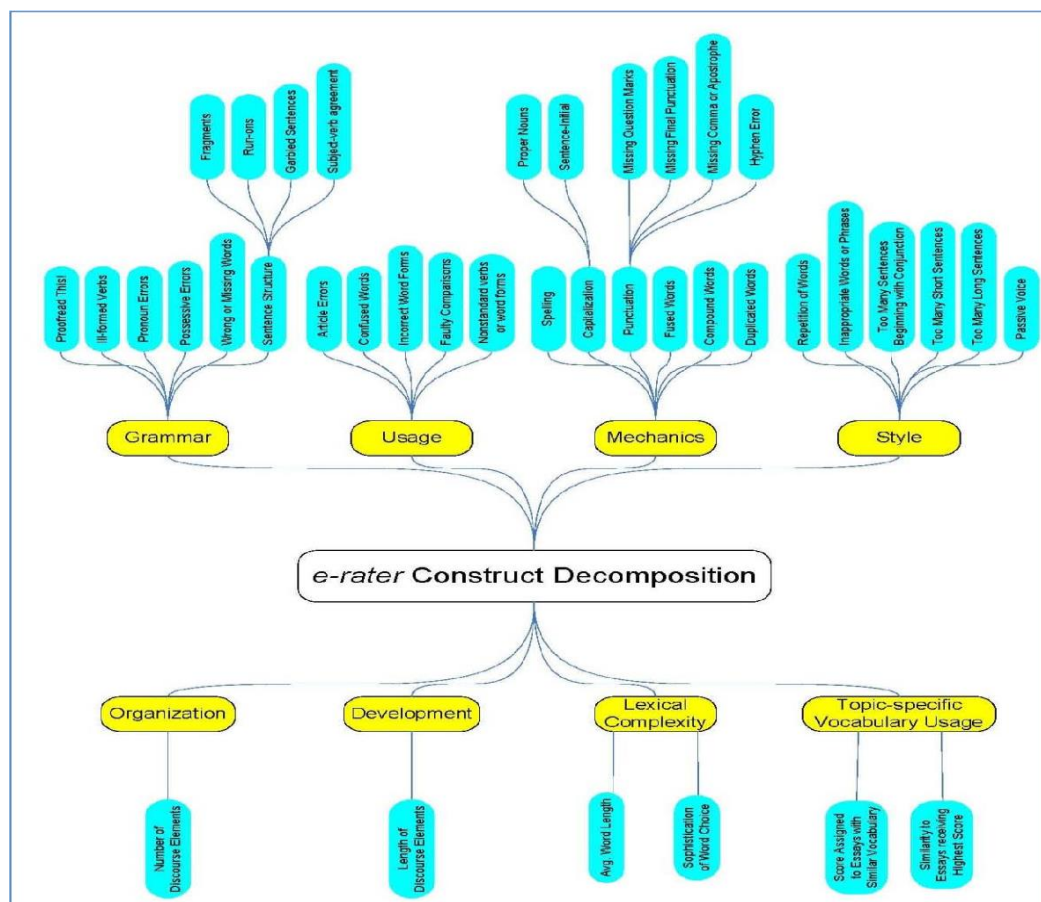 Fragments
Run-ons
Garbled Sentences
Subject-verb agreement
Proper Nouns
Sentence-Initial
Missing Question Marks
Missing Final Punctuation
Missing Comma or Apostrophe
Hyphen Error
Proofread This!
Ill-formed Verbs
Pronoun Errors
Possessive Errors
Wrong or Missing Words
Sentence Structure
Article Errors
Confused Words
Incorrect Word Forms
Faulty Comparisons
Nonstandard verbs
or word forms
Spelling
Capitalization
Punctuation
Fused Words
Compound Words
Duplicated Words
Repetition of Words
Inappropriate Words or Phrases
Too Many Sentences
Beginning with Conjunction
Too Many Short Sentences
Too Many Long Sentences
Passive Voice
Grammar
Usage
Mechanics
Style
e-rater Construct Decomposition
Organization
Development
Lexical
Complexity
Topic-specific
Vocabulary Usage
Number of
Discourse Elements
Length of
Discourse Elements
Avg. Word Length
Sophistication
of Word Choice
Score Assigned
to Essays with
Similar Vocabulary
Similarity to
Essays receiving
Highest Score